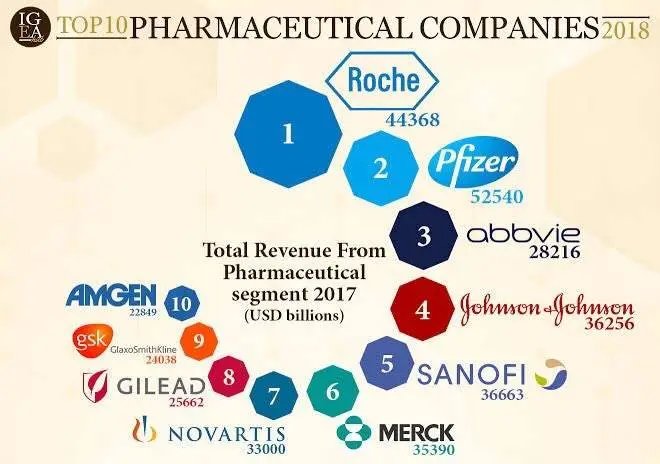 IG
EA
TOP10 PHARMACEUTICAL COMPANIES 2018
1
Roche
44368
2
Pfizer
52540
3
abbvie
28216
4
Johnson & Johnson
36256
5
SANOFI
36663
6
MERCK
35390
7
NOVARTIS
33000
8
GILEAD
25662
9
gsk
GlaxoSmithKline
24038
10
AMGEN
22849
Total Revenue From
Pharmaceutical
segment 2017
(USD billions)